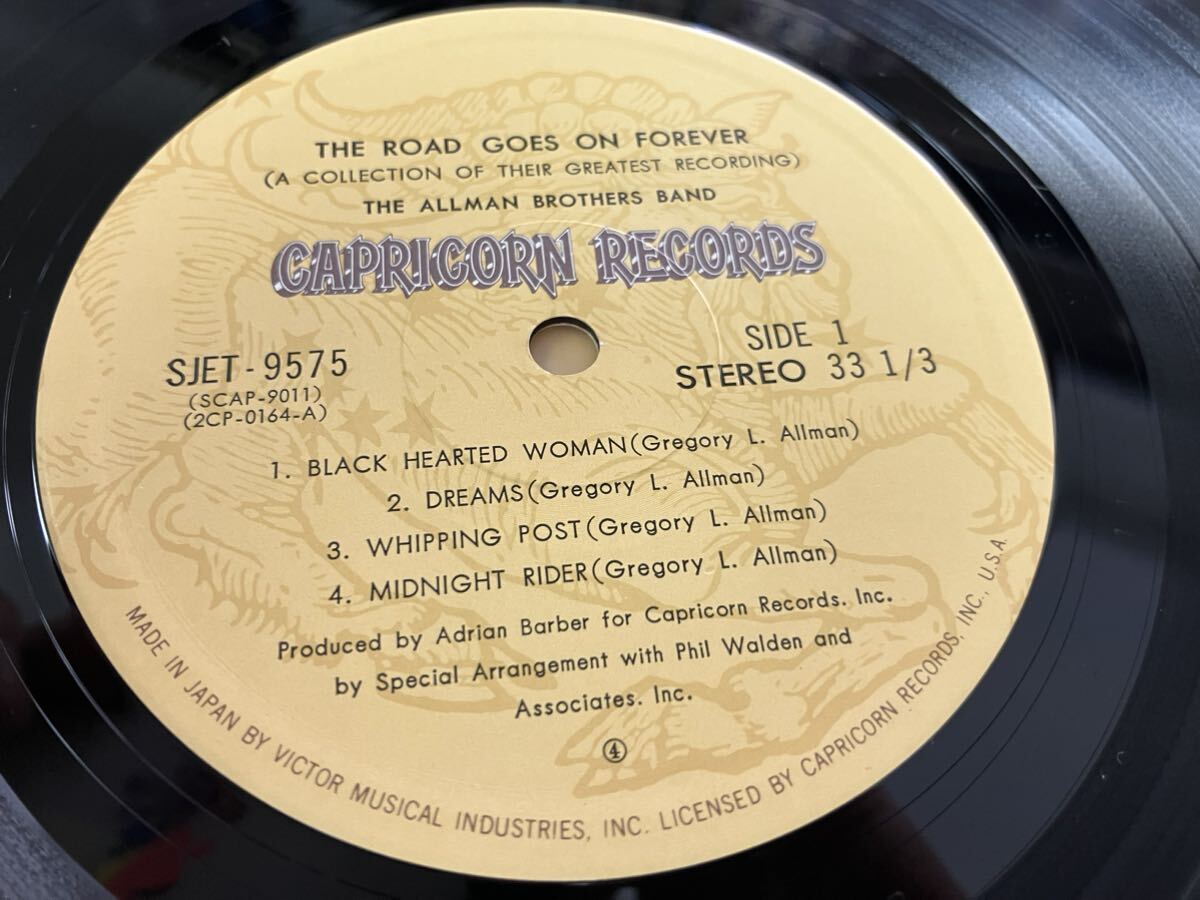 THE ROAD GOES ON FOREVER
(A COLLECTION OF THEIR GREATEST RECORDING)
THE ALLMAN BROTHERS BAND
CAPRICORN RECORDS
SJET-9575
(SCAP-9011)
(2CP-0164-A)
SIDE 1
STEREO 33 1/3
1. BLACK HEARTED WOMAN(Gregory L. Allman)
2. DREAMS(Gregory L. Allman)
3. WHIPPING POST(Gregory L. Allman)
4. MIDNIGHT RIDER(Gregory L. Allman)
Produced by Adrian Barber for Capricorn Records. Inc.
by Special Arrangement with Phil Walden and
Associates. Inc.
④
MADE IN JAPAN BY VICTOR MUSICAL INDUSTRIES, INC. LICENSED BY CAPRICORN RECORDS, INC., U.S.A.